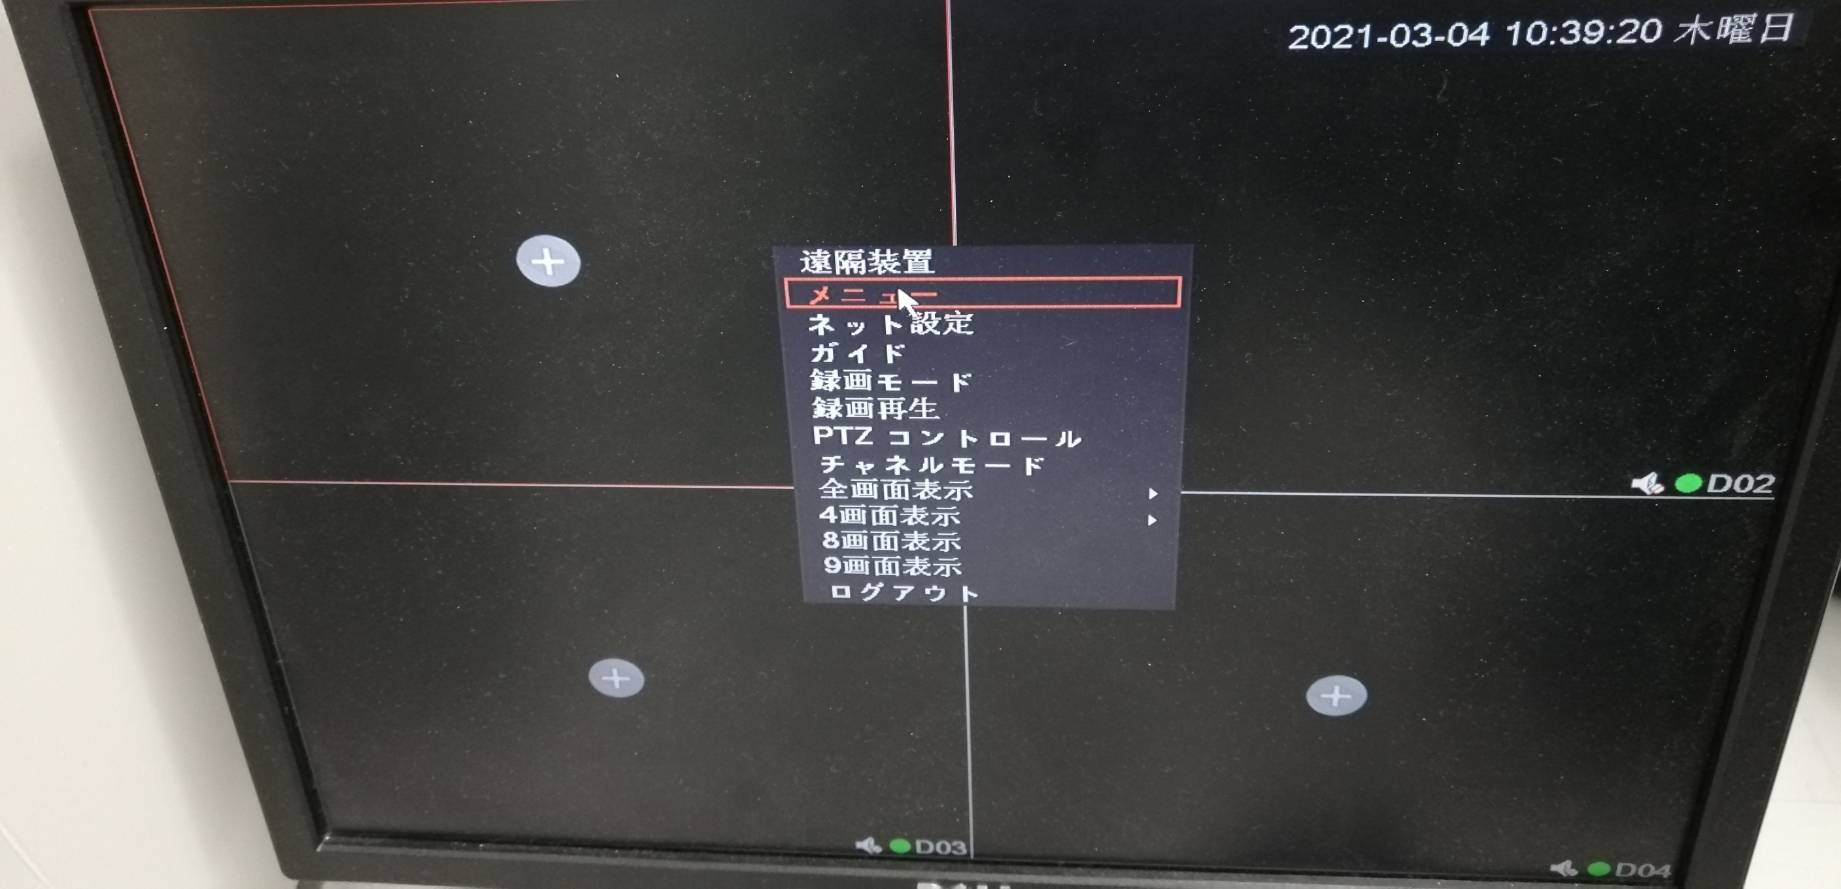 2021-03-04 10:39:20 木曜日
遠隔装置
メニュー
ネット設定
ガイド
録画モード
録画再生
PTZ コントロール
チャネルモード
全画面表示
4画面表示
8画面表示
9画面表示
ログアウト
D02
D03
D04